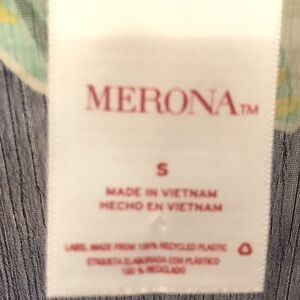 MERONA™
S
MADE IN VIETNAM
HECHO EN VIETNAM
LABEL MADE FROM 100% RECYCLED PLASTIC
ETIQUETA ELABORADA CON PLÁSTICO
100 % RECICLADO